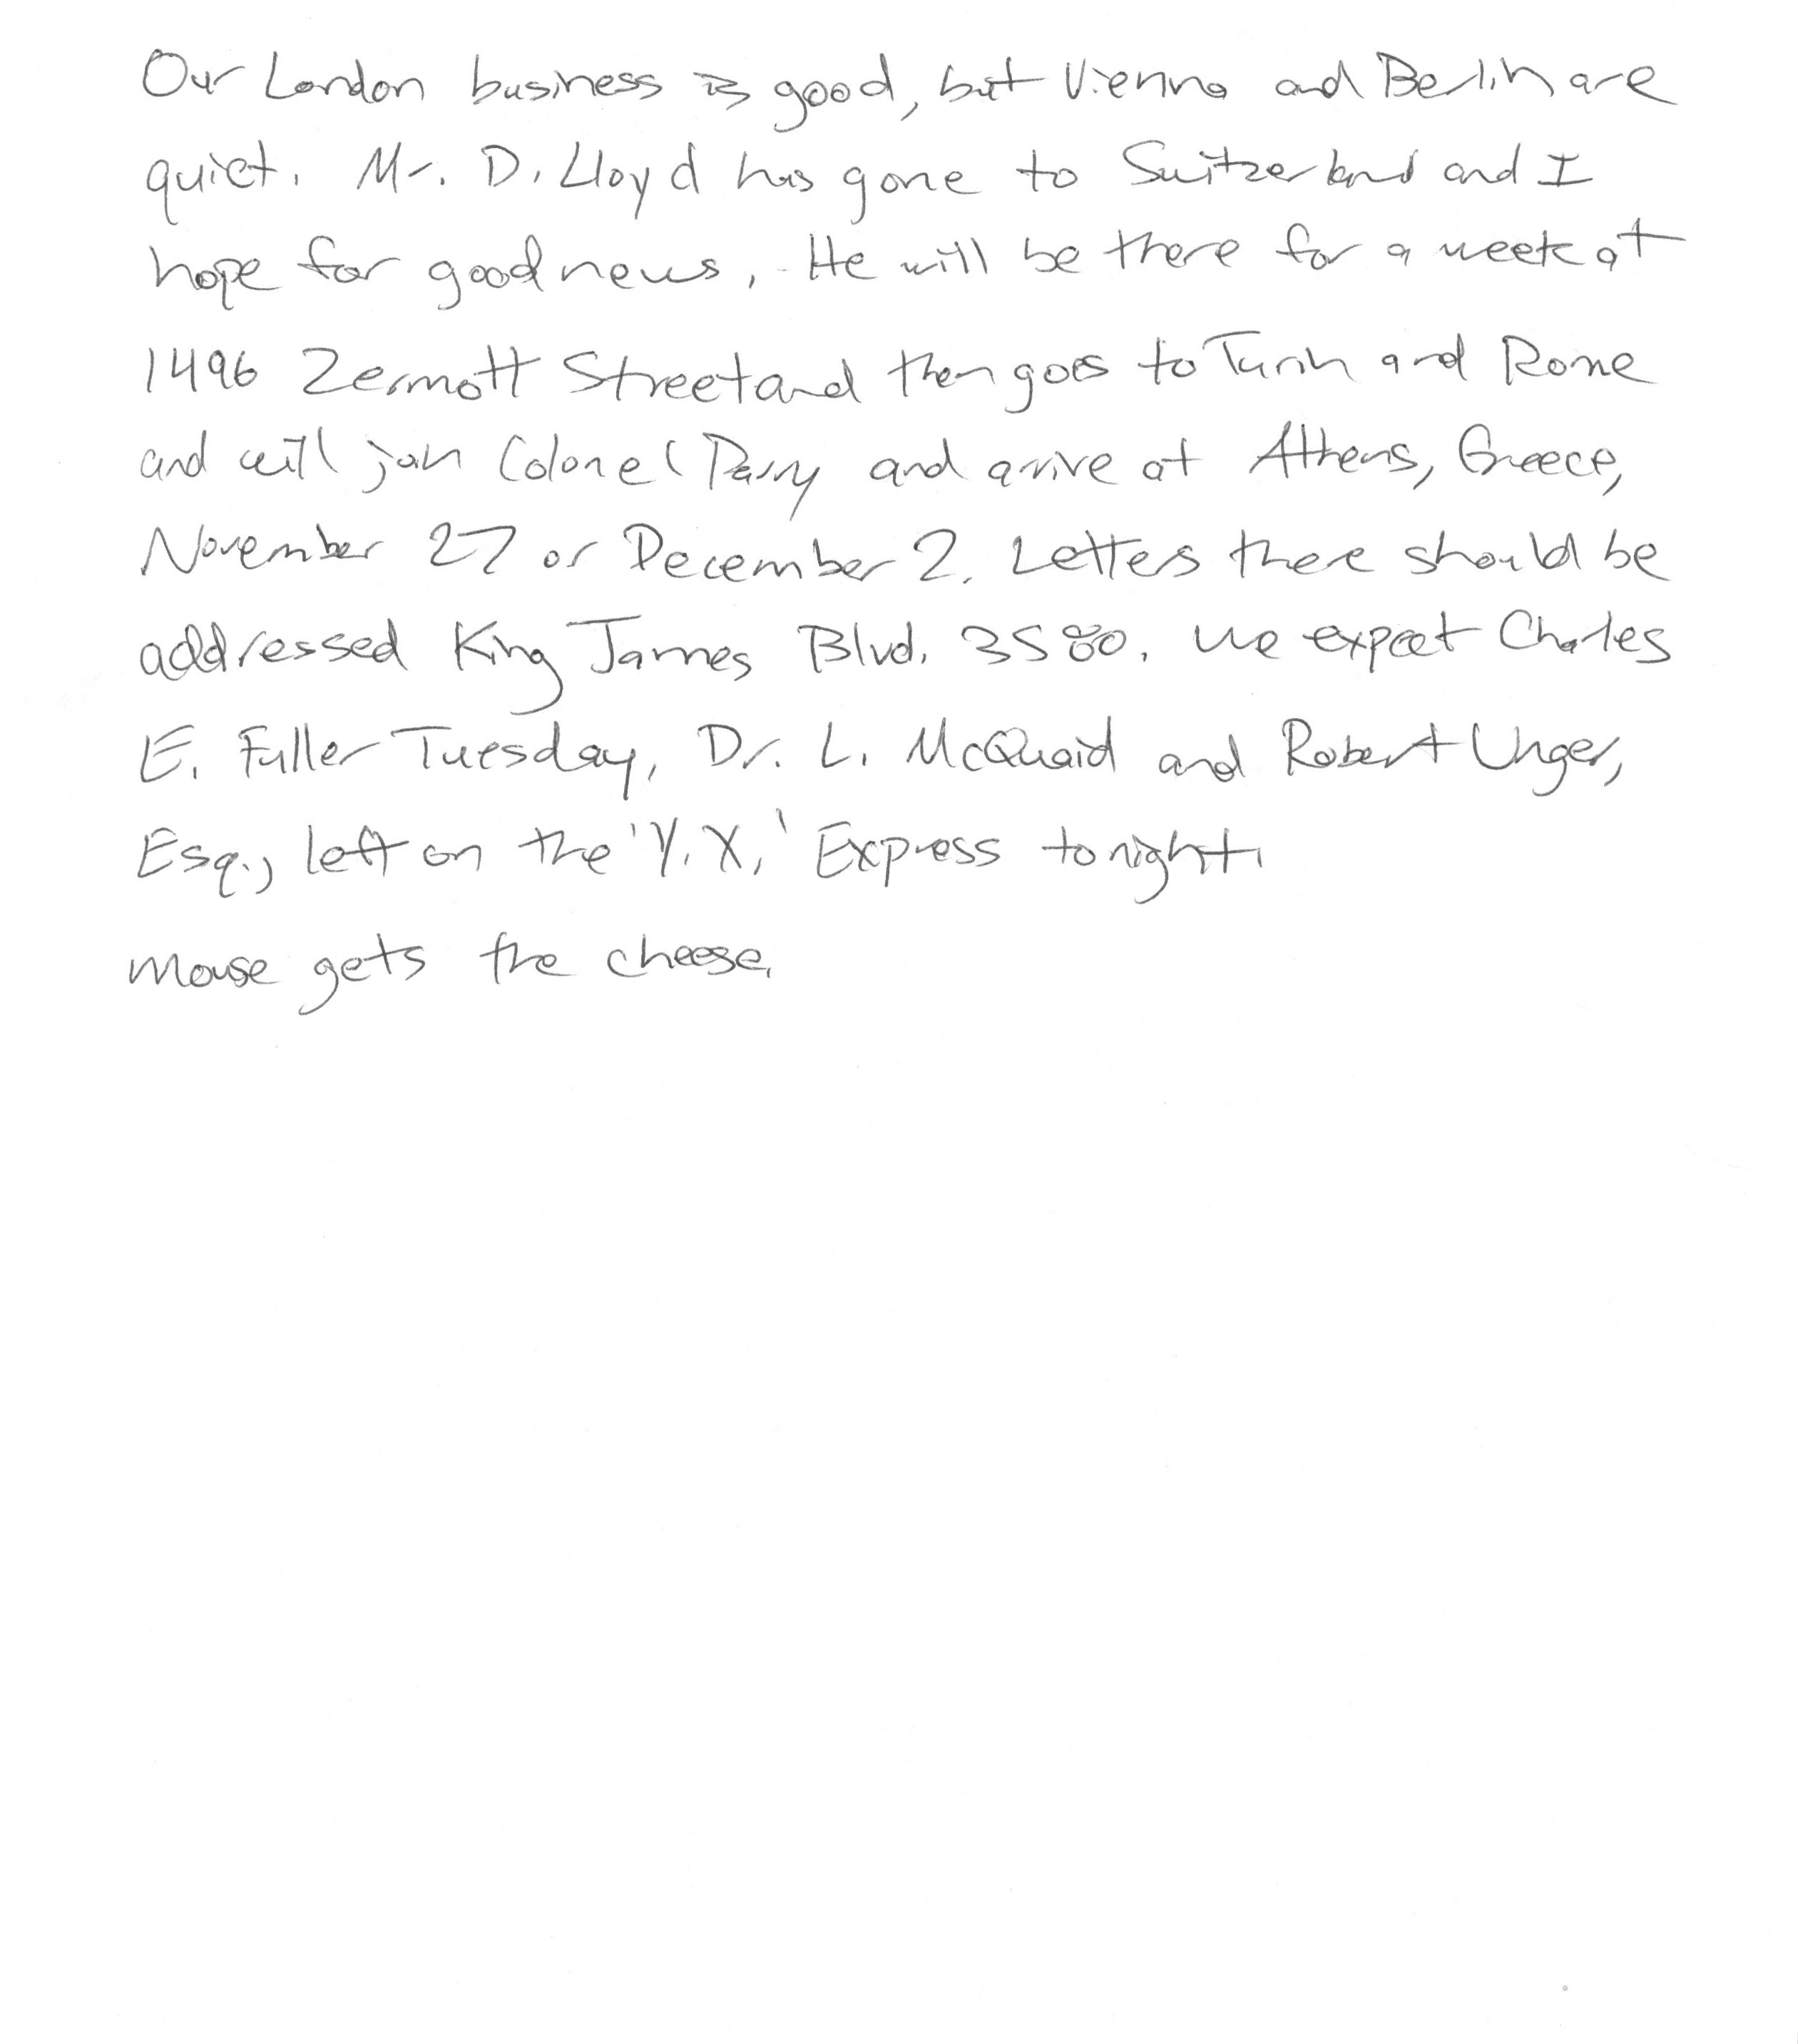 Our London business is good, but Vienna and Berlin are
quiet. Mr. D. Lloyd has gone to Switzerland and I
hope for good news. He will be there for a week at
1496 Zermott Street and then goes to Turin and Rome
and will join Colonel Parry and arrive at Athens, Greece,
November 27 or December 2. Letters there should be
addressed King James Blvd. 3580. We expect Charles
E. Fuller Tuesday, Dr. L. McQuaid and Robert Unger,
Esq., left on the 'Y.X.' Express tonight.
mouse gets the cheese.